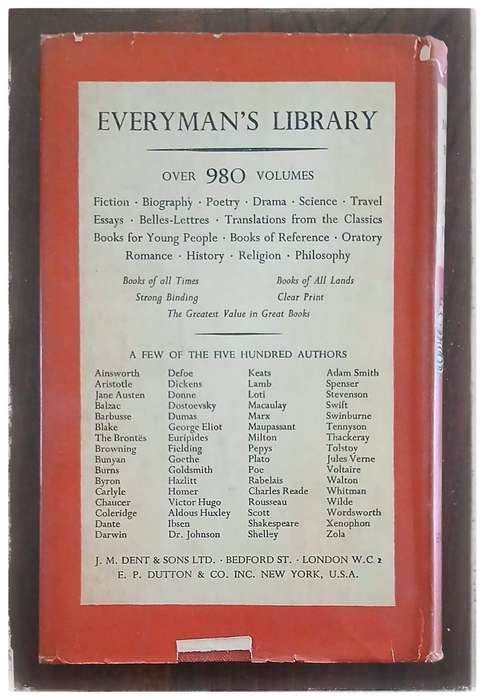 EVERYMAN'S LIBRARY
OVER 980 VOLUMES
Fiction · Biography · Poetry · Drama · Science · Travel
Essays · Belles-Lettres · Translations from the Classics
Books for Young People · Books of Reference · Oratory
Romance · History · Religion · Philosophy
Books of all Times Books of All Lands
Strong Binding Clear Print
The Greatest Value in Great Books
A FEW OF THE FIVE HUNDRED AUTHORS
Ainsworth
Aristotle
Jane Austen
Balzac
Barbusse
Blake
The Brontës
Browning
Bunyan
Burns
Byron
Carlyle
Chaucer
Coleridge
Dante
Darwin
Defoe
Dickens
Donne
Dostoevsky
Dumas
George Eliot
Euripides
Fielding
Goethe
Goldsmith
Hazlitt
Homer
Victor Hugo
Aldous Huxley
Ibsen
Dr. Johnson
Keats
Lamb
Loti
Macaulay
Marx
Maupassant
Milton
Pepys
Plato
Poe
Rabelais
Charles Reade
Rousseau
Scott
Shakespeare
Shelley
Adam Smith
Spenser
Stevenson
Swift
Swinburne
Tennyson
Thackeray
Tolstoy
Jules Verne
Voltaire
Walton
Whitman
Wilde
Wordsworth
Xenophon
Zola
J. M. DENT & SONS LTD. · BEDFORD ST. · LONDON W.C 2
E. P. DUTTON & CO. INC. NEW YORK, U.S.A.